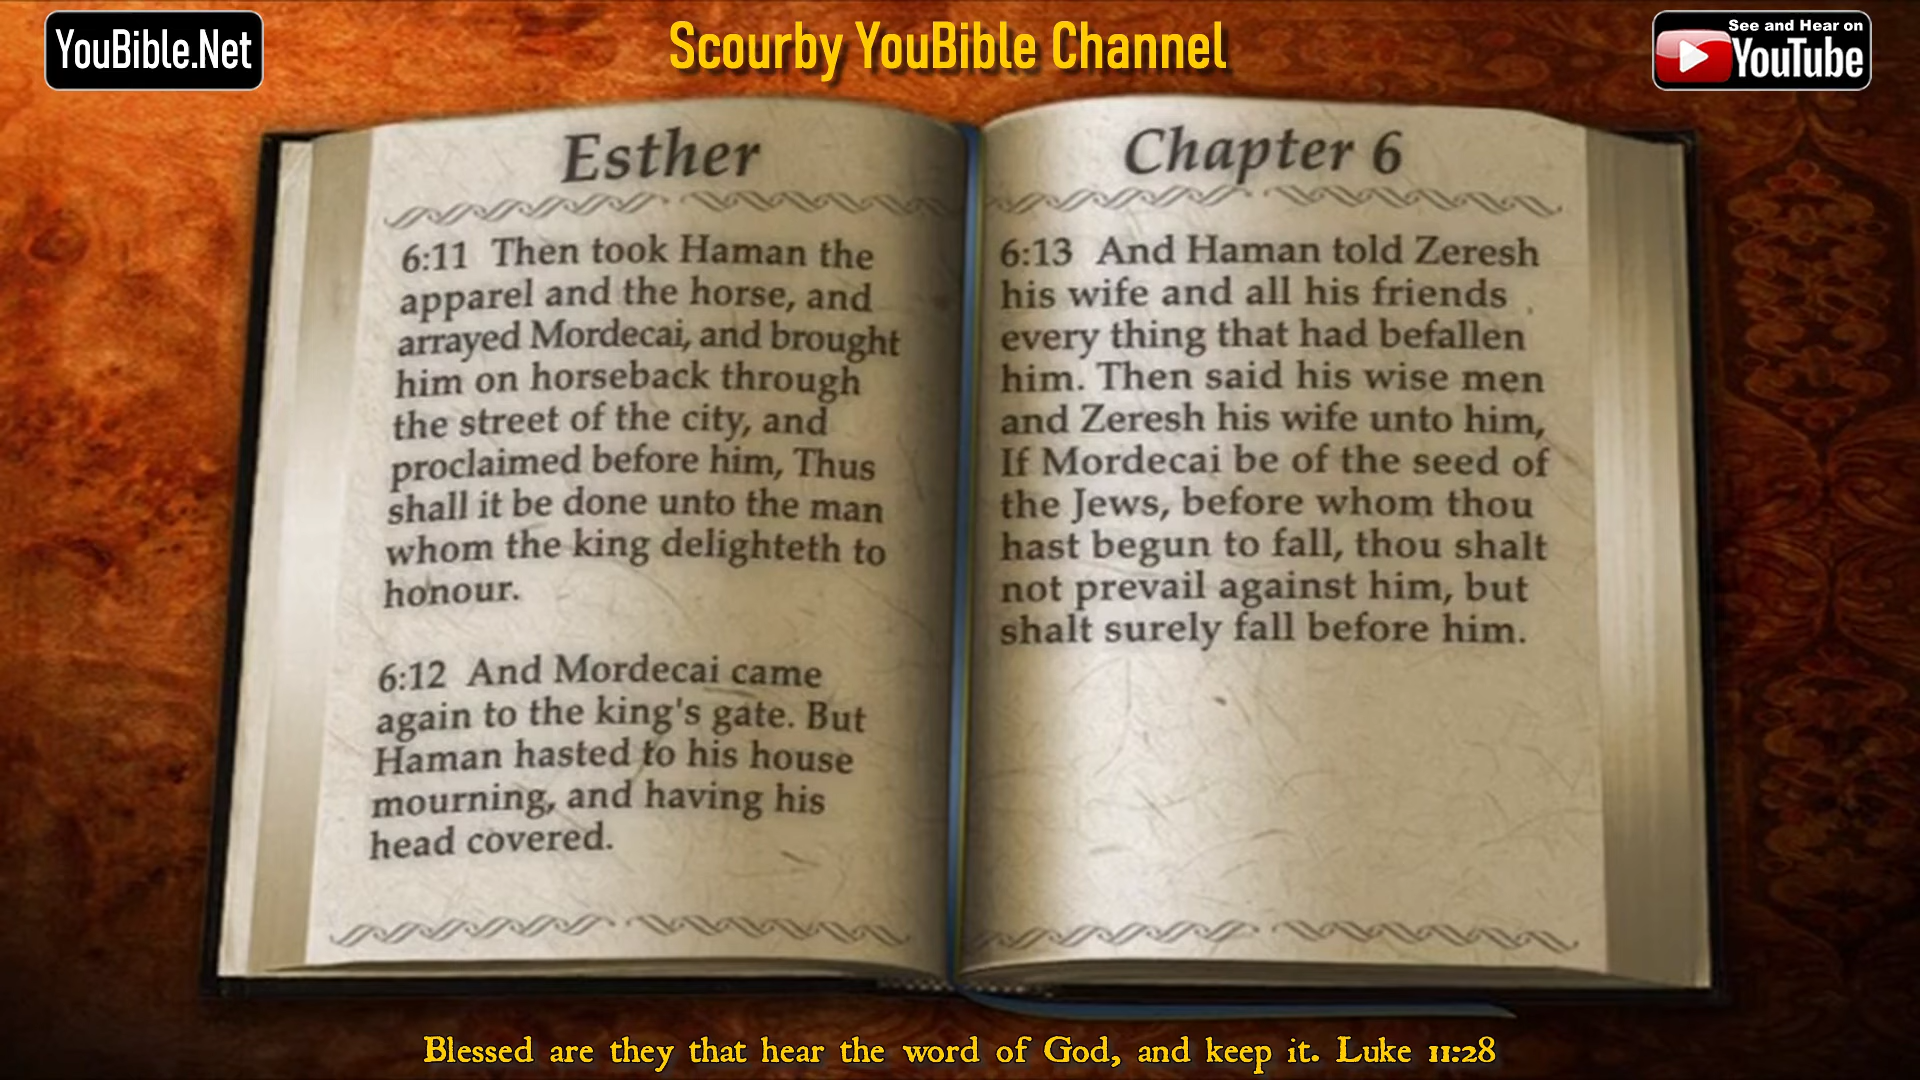 YouBible.Net
Scourby YouBible Channel
See and Hear on
YouTube
Esther
6:11 Then took Haman the
apparel and the horse, and
arrayed Mordecai, and brought
him on horseback through
the street of the city, and
proclaimed before him, Thus
shall it be done unto the man
whom the king delighteth to
honour.
6:12 And Mordecai came
again to the king's gate. But
Haman hasted to his house
mourning, and having his
head covered.
Chapter 6
6:13 And Haman told Zeresh
his wife and all his friends
every thing that had befallen
him. Then said his wise men
and Zeresh his wife unto him,
If Mordecai be of the seed of
the Jews, before whom thou
hast begun to fall, thou shalt
not prevail against him, but
shalt surely fall before him.
Blessed are they that hear the word of God, and keep it. Luke 11:28